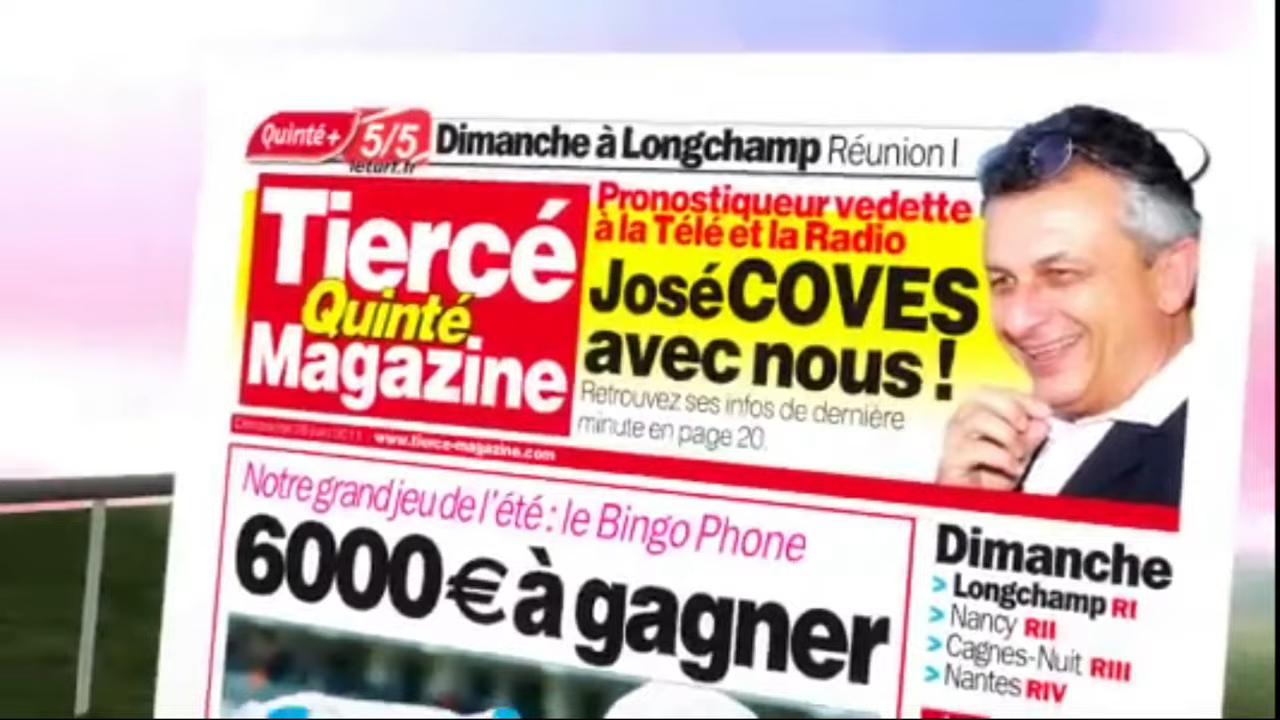 Quinté+ 5/5 Dimanche à Longchamp Réunion I
leturf.fr
Tiercé
Quinté
Magazine
Pronostiqueur vedette
à la Télé et la Radio
José COVES
avec nous !
Retrouvez ses infos de dernière
minute en page 20.
www.tierce-magazine.com
Notre grand jeu de l'été : le Bingo Phone
6000€ à gagner
Dimanche
> Longchamp RI
> Nancy RII
> Cagnes-Nuit RIII
> Nantes RIV